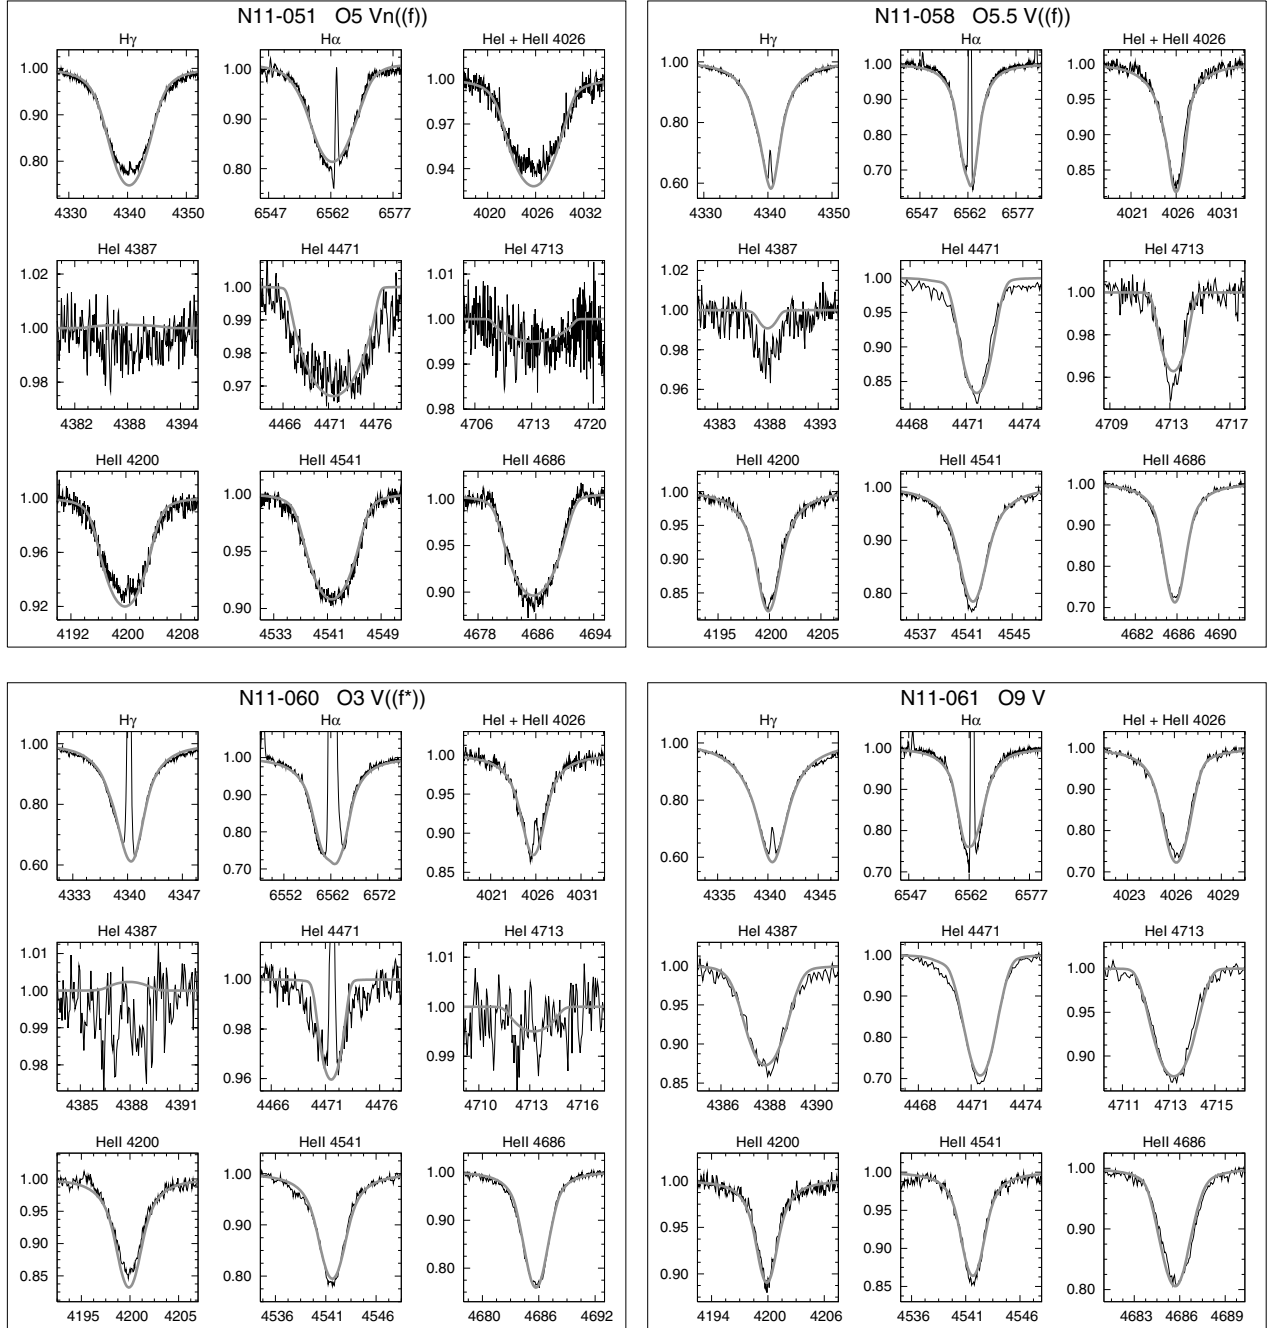 N11-051 O5 Vn((f))
Hγ Hα HeI + HeII 4026
1.00 0.90 0.80
4330 4340 4350
1.00 0.90 0.80
6547 6562 6577
1.00 0.97 0.94
4020 4026 4032
HeI 4387 HeI 4471 HeI 4713
1.02 1.00 0.98
4382 4389 4394
1.00 0.99 0.98 0.97
4466 4471 4476
1.01 1.00 0.99 0.98
4706 4713 4720
HeII 4200 HeII 4541 HeII 4686
1.00 0.96 0.92
4192 4200 4208
1.00 0.95 0.90
4533 4541 4549
1.00 0.95 0.90
4678 4686 4694
N11-058 O5.5 V((f))
Hγ Hα HeI + HeII 4026
1.00 0.80 0.60
4330 4340 4350
1.00 0.90 0.80 0.70
6547 6562 6577
1.00 0.95 0.90 0.85
4021 4026 4031
HeI 4387 HeI 4471 HeI 4713
1.02 1.00 0.98 0.96
4383 4388 4393
1.00 0.95 0.90 0.85
4468 4471 4474
1.00 0.98 0.96
4709 4713 4717
HeII 4200 HeII 4541 HeII 4686
1.00 0.95 0.90 0.85
4195 4200 4205
1.00 0.90 0.80
4537 4541 4545
1.00 0.90 0.80 0.70
4682 4686 4690
N11-060 O3 V((f*))
Hγ Hα HeI + HeII 4026
1.00 0.80 0.60
4333 4340 4347
1.00 0.90 0.80 0.70
6552 6562 6572
1.00 0.95 0.90 0.85
4021 4026 4031
HeI 4387 HeI 4471 HeI 4713
1.01 1.00 0.99 0.98
4385 4388 4391
1.00 0.98 0.96
4466 4471 4476
1.01 1.00 0.99
4710 4713 4716
HeII 4200 HeII 4541 HeII 4686
1.00 0.95 0.90 0.85
4195 4200 4205
1.00 0.90 0.80
4536 4541 4546
1.00 0.90 0.80
4680 4686 4692
N11-061 O9 V
Hγ Hα HeI + HeII 4026
1.00 0.80 0.60
4335 4340 4345
1.00 0.90 0.80 0.70
6547 6562 6577
1.00 0.90 0.80 0.70
4023 4026 4029
HeI 4387 HeI 4471 HeI 4713
1.00 0.95 0.90 0.85
4386 4388 4390
1.00 0.90 0.80 0.70
4468 4471 4474
1.00 0.95 0.90
4711 4713 4715
HeII 4200 HeII 4541 HeII 4686
1.00 0.95 0.90
4194 4200 4206
1.00 0.95 0.90 0.85
4536 4541 4546
1.00 0.90 0.80
4683 4686 4689